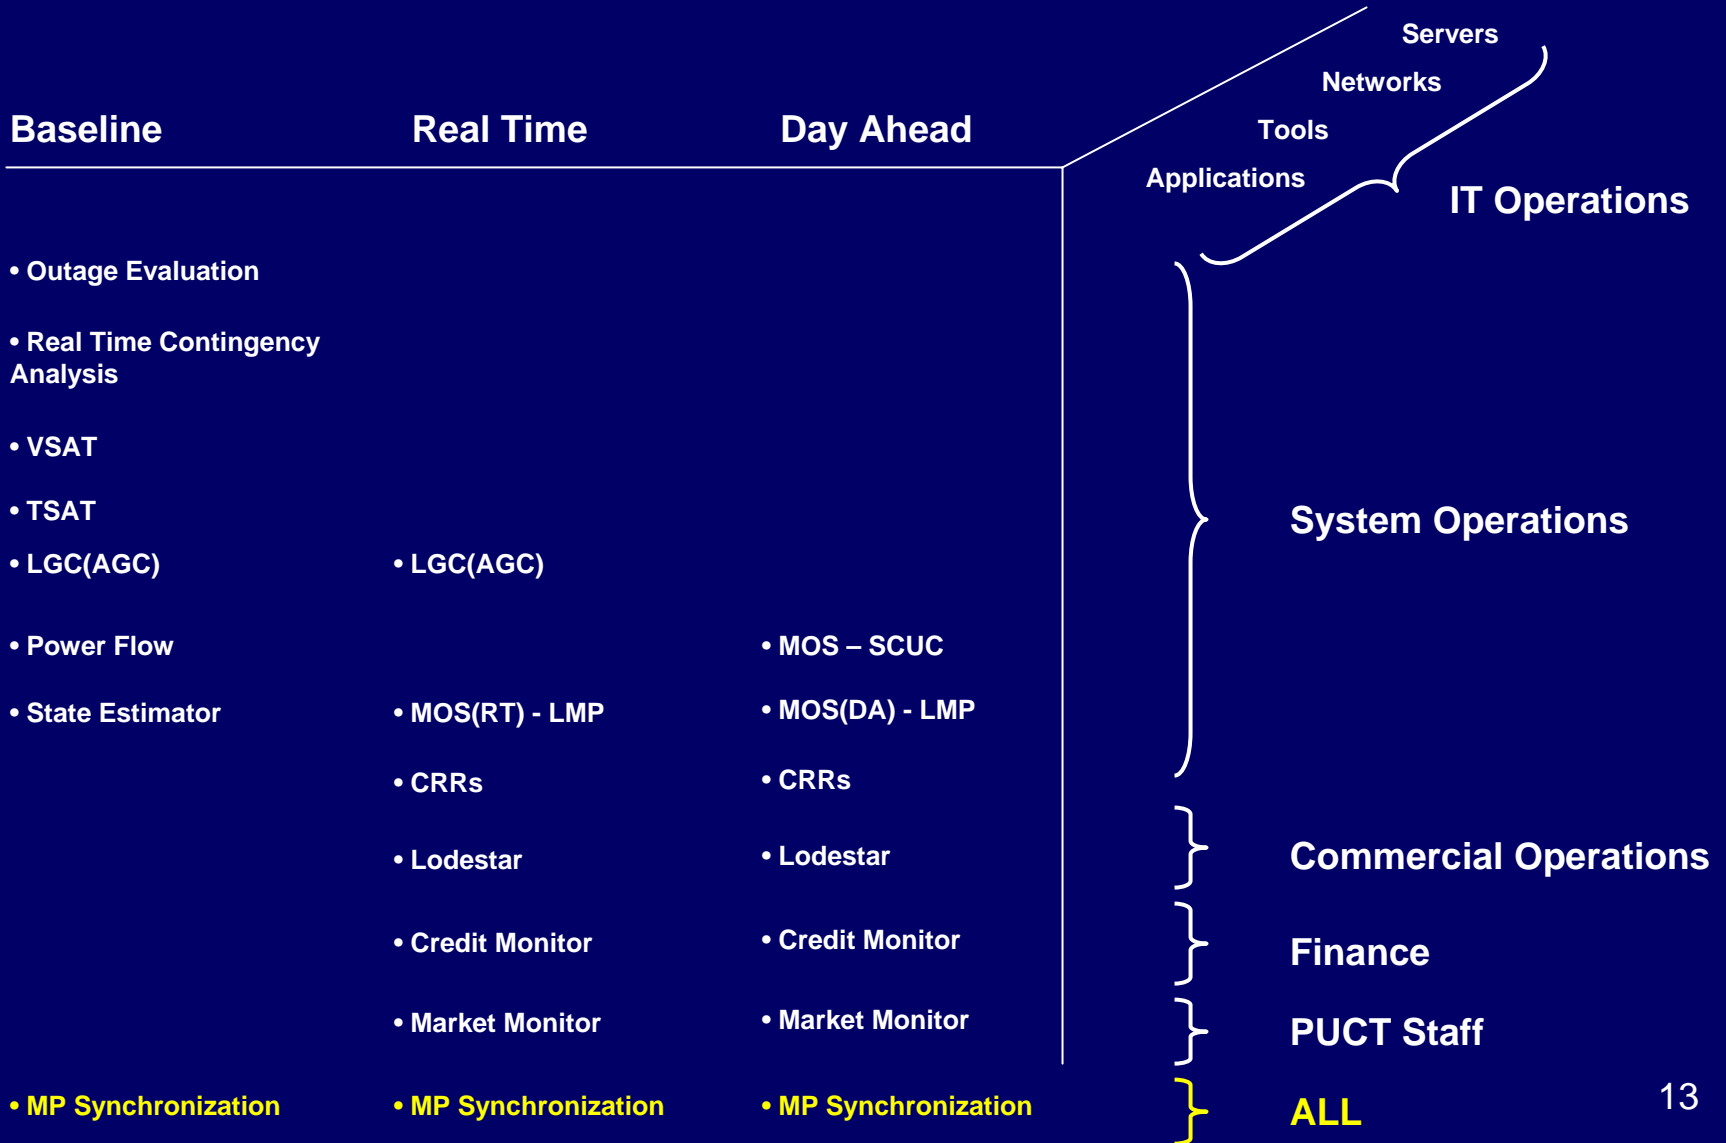 Servers
Networks
Tools
Applications
IT Operations
Baseline Real Time Day Ahead
• Outage Evaluation
• Real Time Contingency
Analysis
• VSAT
• TSAT
System Operations
• LGC(AGC) • LGC(AGC)
• Power Flow • MOS – SCUC
• State Estimator • MOS(RT) - LMP • MOS(DA) - LMP
• CRRs • CRRs
• Lodestar • Lodestar Commercial Operations
• Credit Monitor • Credit Monitor Finance
• Market Monitor • Market Monitor PUCT Staff
• MP Synchronization • MP Synchronization • MP Synchronization ALL
13